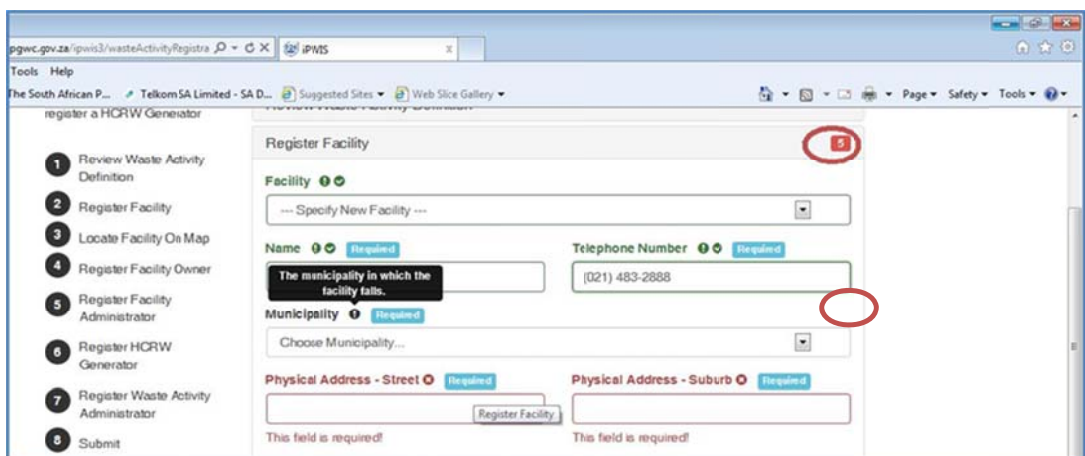 pgwc.gov.za/ipwis3/wasteActivityRegistra
iPWIS
x
Tools Help
The South African P... Telkom SA Limited - SA D... Suggested Sites Web Slice Gallery
Page Safety Tools
register a HCRW Generator
Review Waste Activity Definition
Register Facility 5
1 Review Waste Activity
Definition
2 Register Facility
3 Locate Facility On Map
4 Register Facility Owner
5 Register Facility
Administrator
6 Register HCRW
Generator
7 Register Waste Activity
Administrator
8 Submit
Facility
--- Specify New Facility ---
Name Required
Telephone Number Required
The municipality in which the
facility falls.
(021) 483-2888
Municipality Required
Choose Municipality...
Physical Address - Street Required
Physical Address - Suburb Required
Register Facility
This field is required!
This field is required!